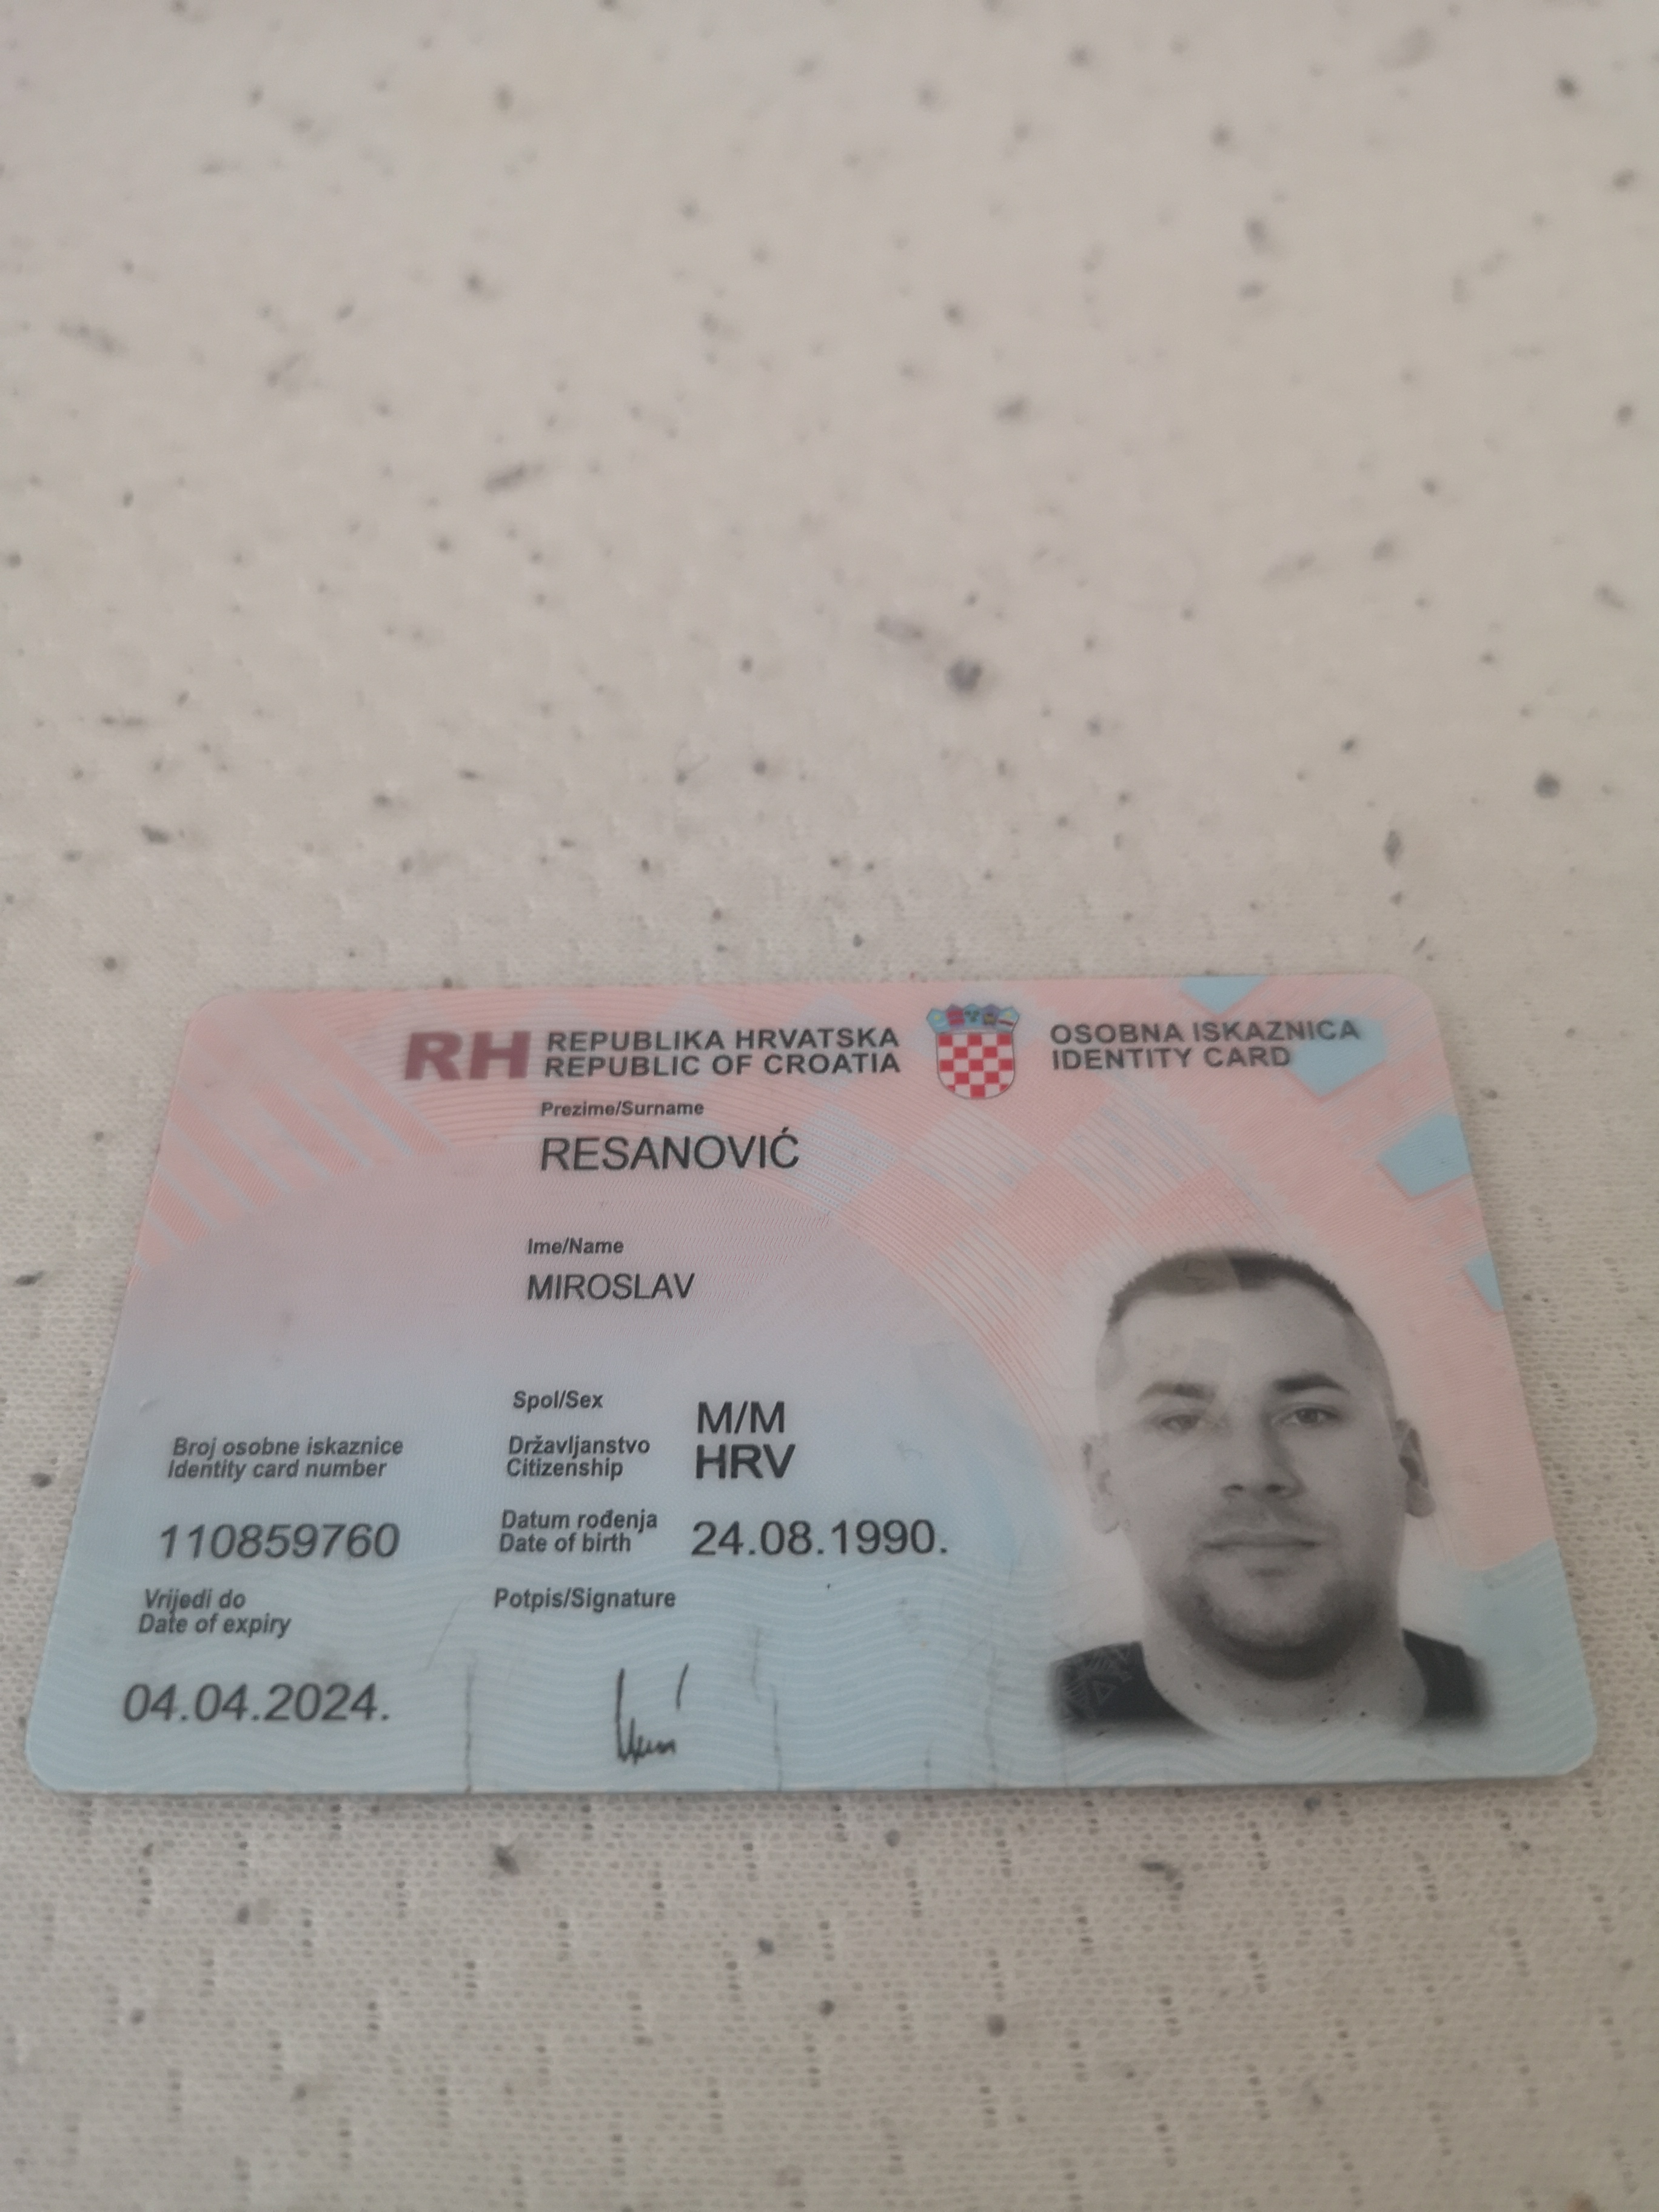 RH REPUBLIKA HRVATSKA
REPUBLIC OF CROATIA
OSOBNA ISKAZNICA
IDENTITY CARD
Prezime/Surname
RESANOVIĆ
Ime/Name
MIROSLAV
Spol/Sex
M/M
Državljanstvo
Citizenship
HRV
Datum rođenja
Date of birth
24.08.1990.
Broj osobne iskaznice
Identity card number
110859760
Vrijedi do
Date of expiry
04.04.2024.
Potpis/Signature